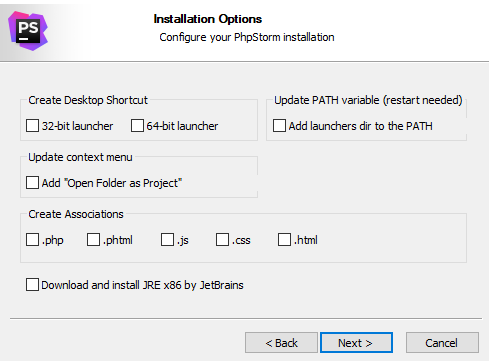 PS
Installation Options
Configure your PhpStorm installation
Create Desktop Shortcut
32-bit launcher 64-bit launcher
Update PATH variable (restart needed)
Add launchers dir to the PATH
Update context menu
Add "Open Folder as Project"
Create Associations
.php .phtml .js .css .html
Download and install JRE x86 by JetBrains
< Back Next > Cancel